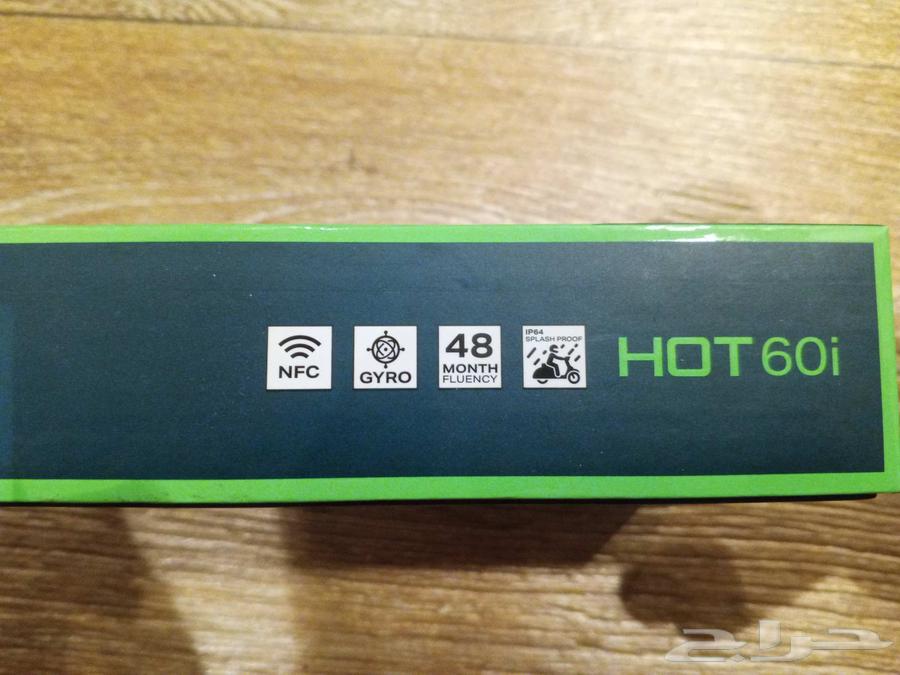 NFC
GYRO
48
MONTH
FLUENCY
IP64
SPLASH PROOF
HOT 60i
حراج